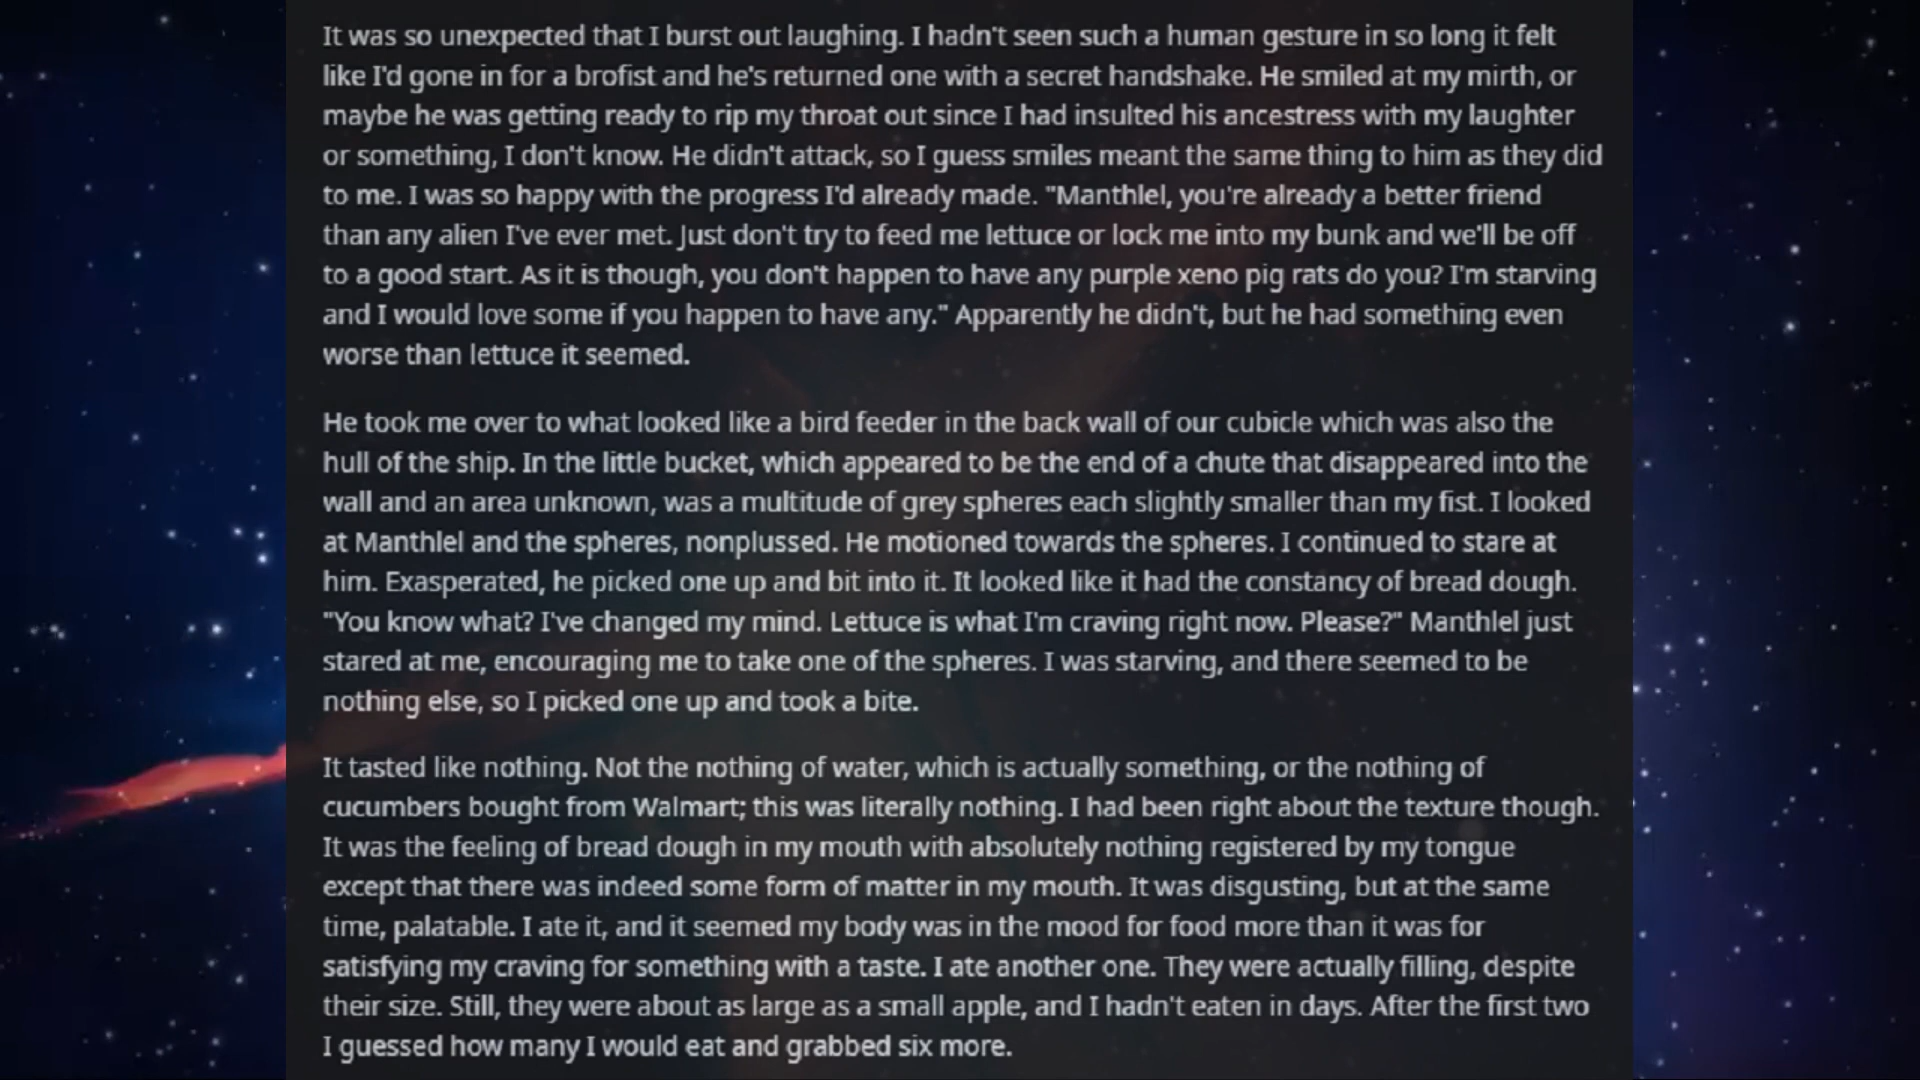 It was so unexpected that I burst out laughing. I hadn't seen such a human gesture in so long it felt
like I'd gone in for a brofist and he's returned one with a secret handshake. He smiled at my mirth, or
maybe he was getting ready to rip my throat out since I had insulted his ancestress with my laughter
or something, I don't know. He didn't attack, so I guess smiles meant the same thing to him as they did
to me. I was so happy with the progress I'd already made. "Manthlel, you're already a better friend
than any alien I've ever met. Just don't try to feed me lettuce or lock me into my bunk and we'll be off
to a good start. As it is though, you don't happen to have any purple xeno pig rats do you? I'm starving
and I would love some if you happen to have any." Apparently he didn't, but he had something even
worse than lettuce it seemed.
He took me over to what looked like a bird feeder in the back wall of our cubicle which was also the
hull of the ship. In the little bucket, which appeared to be the end of a chute that disappeared into the
wall and an area unknown, was a multitude of grey spheres each slightly smaller than my fist. I looked
at Manthlel and the spheres, nonplussed. He motioned towards the spheres. I continued to stare at
him. Exasperated, he picked one up and bit into it. It looked like it had the constancy of bread dough.
"You know what? I've changed my mind. Lettuce is what I'm craving right now. Please?" Manthlel just
stared at me, encouraging me to take one of the spheres. I was starving, and there seemed to be
nothing else, so I picked one up and took a bite.
It tasted like nothing. Not the nothing of water, which is actually something, or the nothing of
cucumbers bought from Walmart; this was literally nothing. I had been right about the texture though.
It was the feeling of bread dough in my mouth with absolutely nothing registered by my tongue
except that there was indeed some form of matter in my mouth. It was disgusting, but at the same
time, palatable. I ate it, and it seemed my body was in the mood for food more than it was for
satisfying my craving for something with a taste. I ate another one. They were actually filling, despite
their size. Still, they were about as large as a small apple, and I hadn't eaten in days. After the first two
I guessed how many I would eat and grabbed six more.